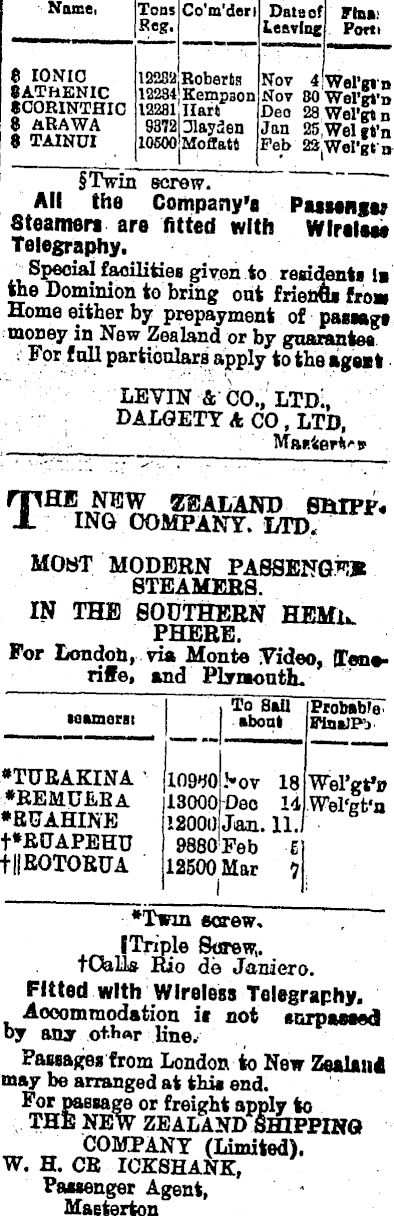 Name. Tons Reg. Co'm'der Date of Leaving Final Port
§ IONIC 12232 Roberts Nov 4 Wel'gt'n
§ATHENIC 12234 Kempson Nov 30 Wel'gt'n
§CORINTHIC 12231 Hart Dec 28 Wel'gt n
§ ARAWA 9372 Clayden Jan 25 Wel gt'n
§ TAINUI 10500 Moffatt Feb 22 Wel'gt n
§Twin screw.
All the Company's Passenger
Steamers are fitted with Wireless
Telegraphy.
Special facilities given to residents in
the Dominion to bring out friends from
Home either by prepayment of passage
money in New Zealand or by guarantee
For full particulars apply to the agent
LEVIN & CO., LTD.,
DALGETY & CO, LTD,
Masterton
THE NEW ZEALAND SHIPP-
ING COMPANY. LTD.
MOST MODERN PASSENGER
STEAMERS.
IN THE SOUTHERN HEMI
PHERE.
For London, via Monte Video, Tene-
riffe, and Plymouth.
seamers: To Sail about Probable Final P
*TURAKINA Nov 18 Wel'gt'n
*REMUERA 13000 Dec 14 Wel'gt'n
*RUAHINE 12000 Jan. 11.
†*RUAPEHU 9880 Feb
†‖ROTORUA 12500 Mar 7
*Twin screw.
‖Triple Screw.
†Calls Rio de Janiero.
Fitted with Wireless Telegraphy.
Accommodation is not surpassed
by any other line.
Passages from London to New Zealand
may be arranged at this end.
For passage or freight apply to
THE NEW ZEALAND SHIPPING
COMPANY (Limited).
W. H. CR ICKSHANK,
Passenger Agent,
Masterton